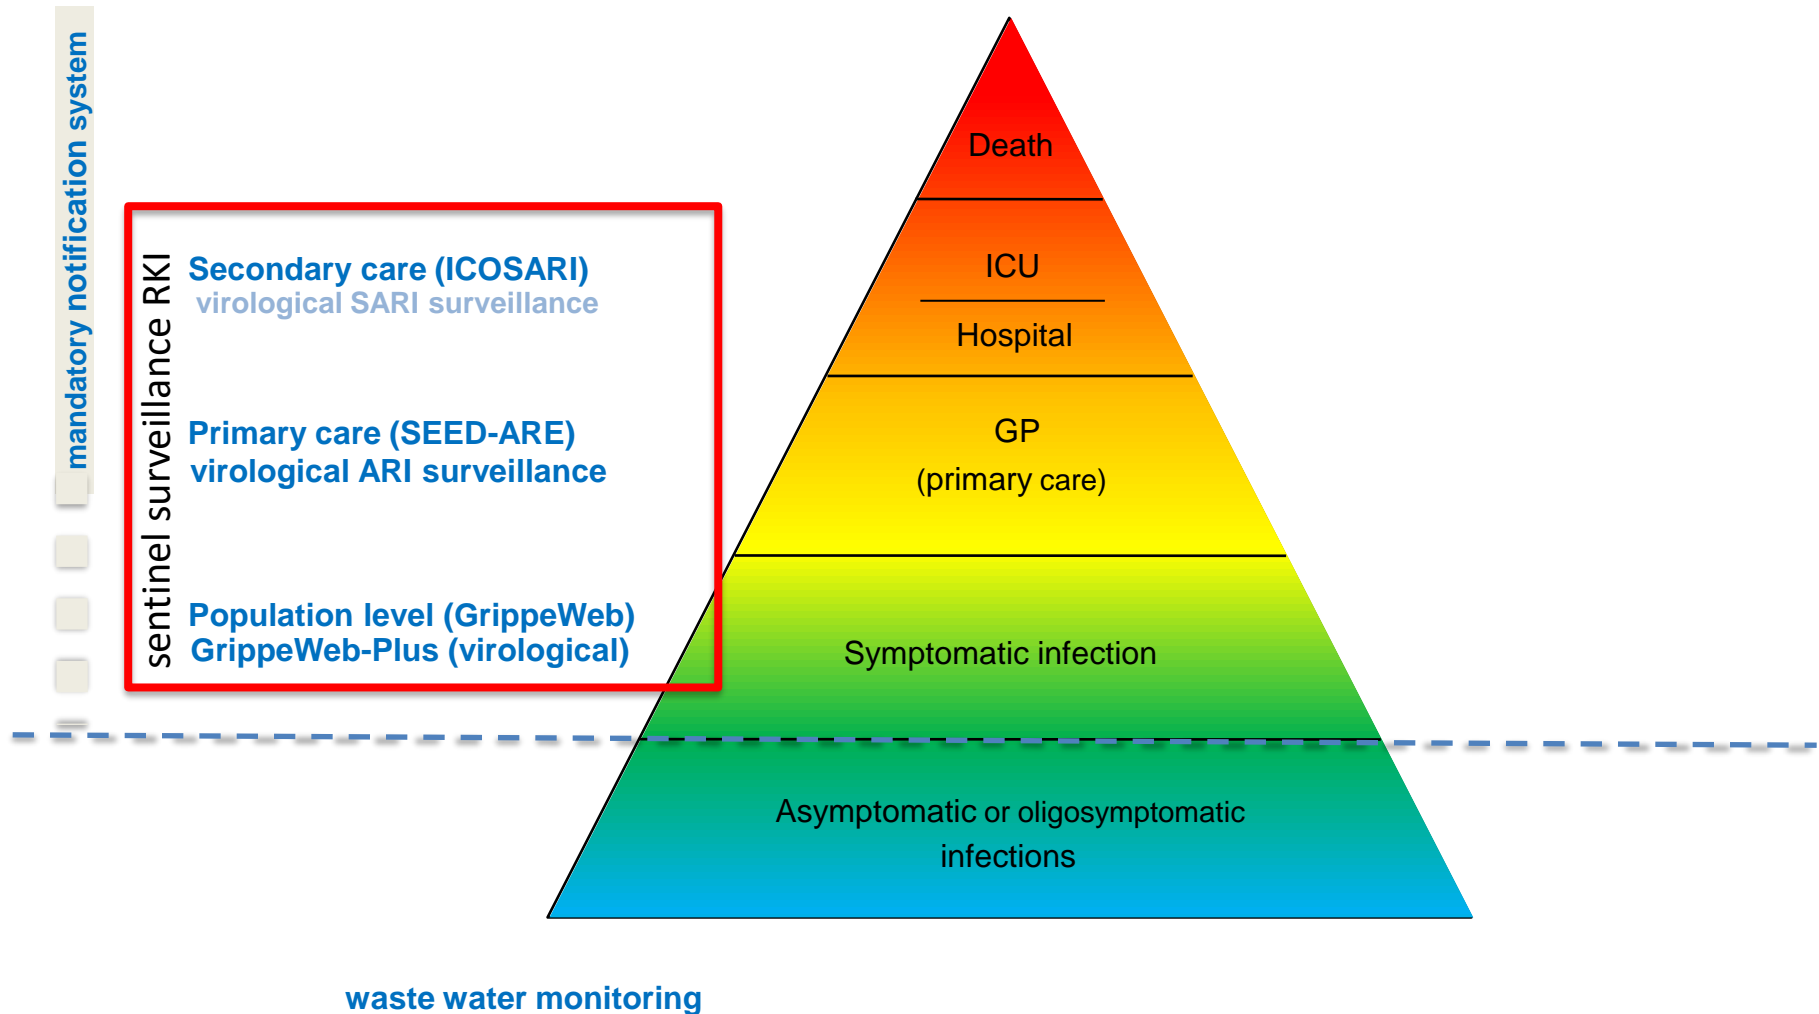 mandatory notification system
sentinel surveillance RKI
Secondary care (ICOSARI)
virological SARI surveillance
Primary care (SEED-ARE)
virological ARI surveillance
Population level (GrippeWeb)
GrippeWeb-Plus (virological)
Death
ICU
Hospital
GP
(primary care)
Symptomatic infection
Asymptomatic or oligosymptomatic
infections
waste water monitoring